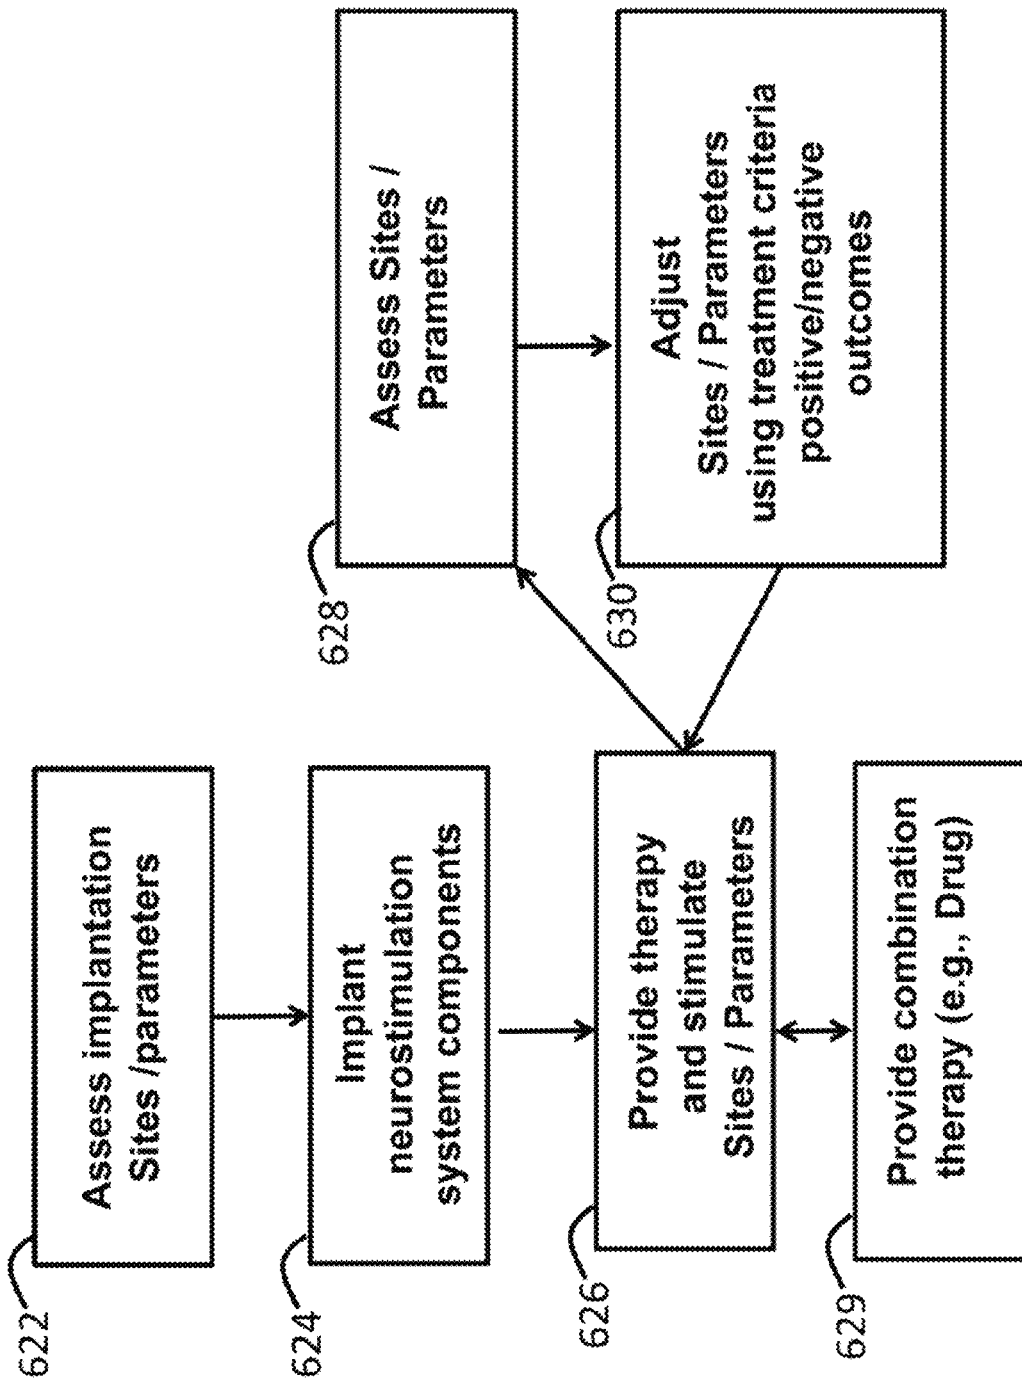 622
Assess implantation
Sites /parameters
624
Implant
neurostimulation
system components
626
Provide therapy
and stimulate
Sites / Parameters
629
Provide combination
therapy (e.g., Drug)
628
Assess Sites /
Parameters
630
Adjust
Sites / Parameters
using treatment criteria
positive/negative
outcomes